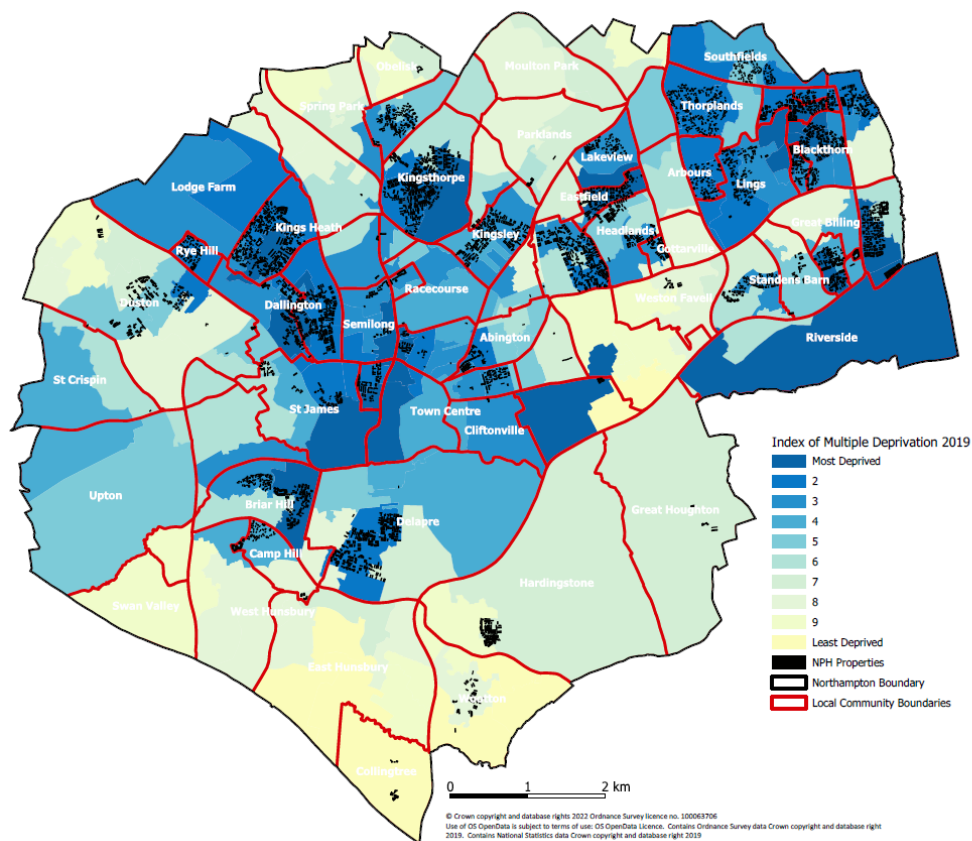 Southfields
Obelisk
Moulton Park
Spring Park
Thorplands
Parklands
Blackthorn
Lakeview
Kingsthorpe
Arbours
Lings
Lodge Farm
Eastfield
Great Billing
Kings Heath
Kingsley
Headlands
Rye Hill
Gottarville
Standens Barn
Racecourse
Weston Favell
Duston
Dallington
Semilong
Abington
Riverside
St Crispin
St James
Town Centre
Cliftonville
Upton
Briar Hill
Delapre
Great Houghton
Camp Hill
Hardingstone
Swan Valley
West Hunsbury
East Hunsbury
Wootton
Collingtree
Index of Multiple Deprivation 2019
Most Deprived
2
3
4
5
6
7
8
9
Least Deprived
NPH Properties
Northampton Boundary
Local Community Boundaries
0 1 2 km
© Crown copyright and database rights 2022 Ordnance Survey licence no. 100063706
Use of OS OpenData is subject to terms of use: OS OpenData Licence. Contains Ordnance Survey data Crown copyright and database right
2019. Contains National Statistics data Crown copyright and database right 2019